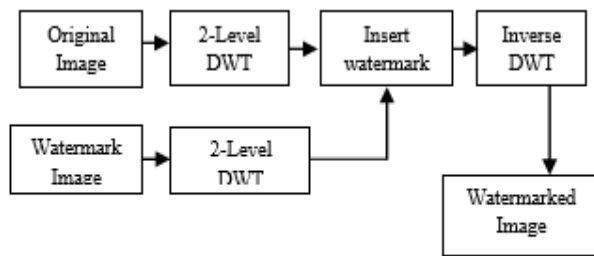 Original
Image
2-Level
DWT
Insert
watermark
Inverse
DWT
Watermark
Image
2-Level
DWT
Watermarked
Image